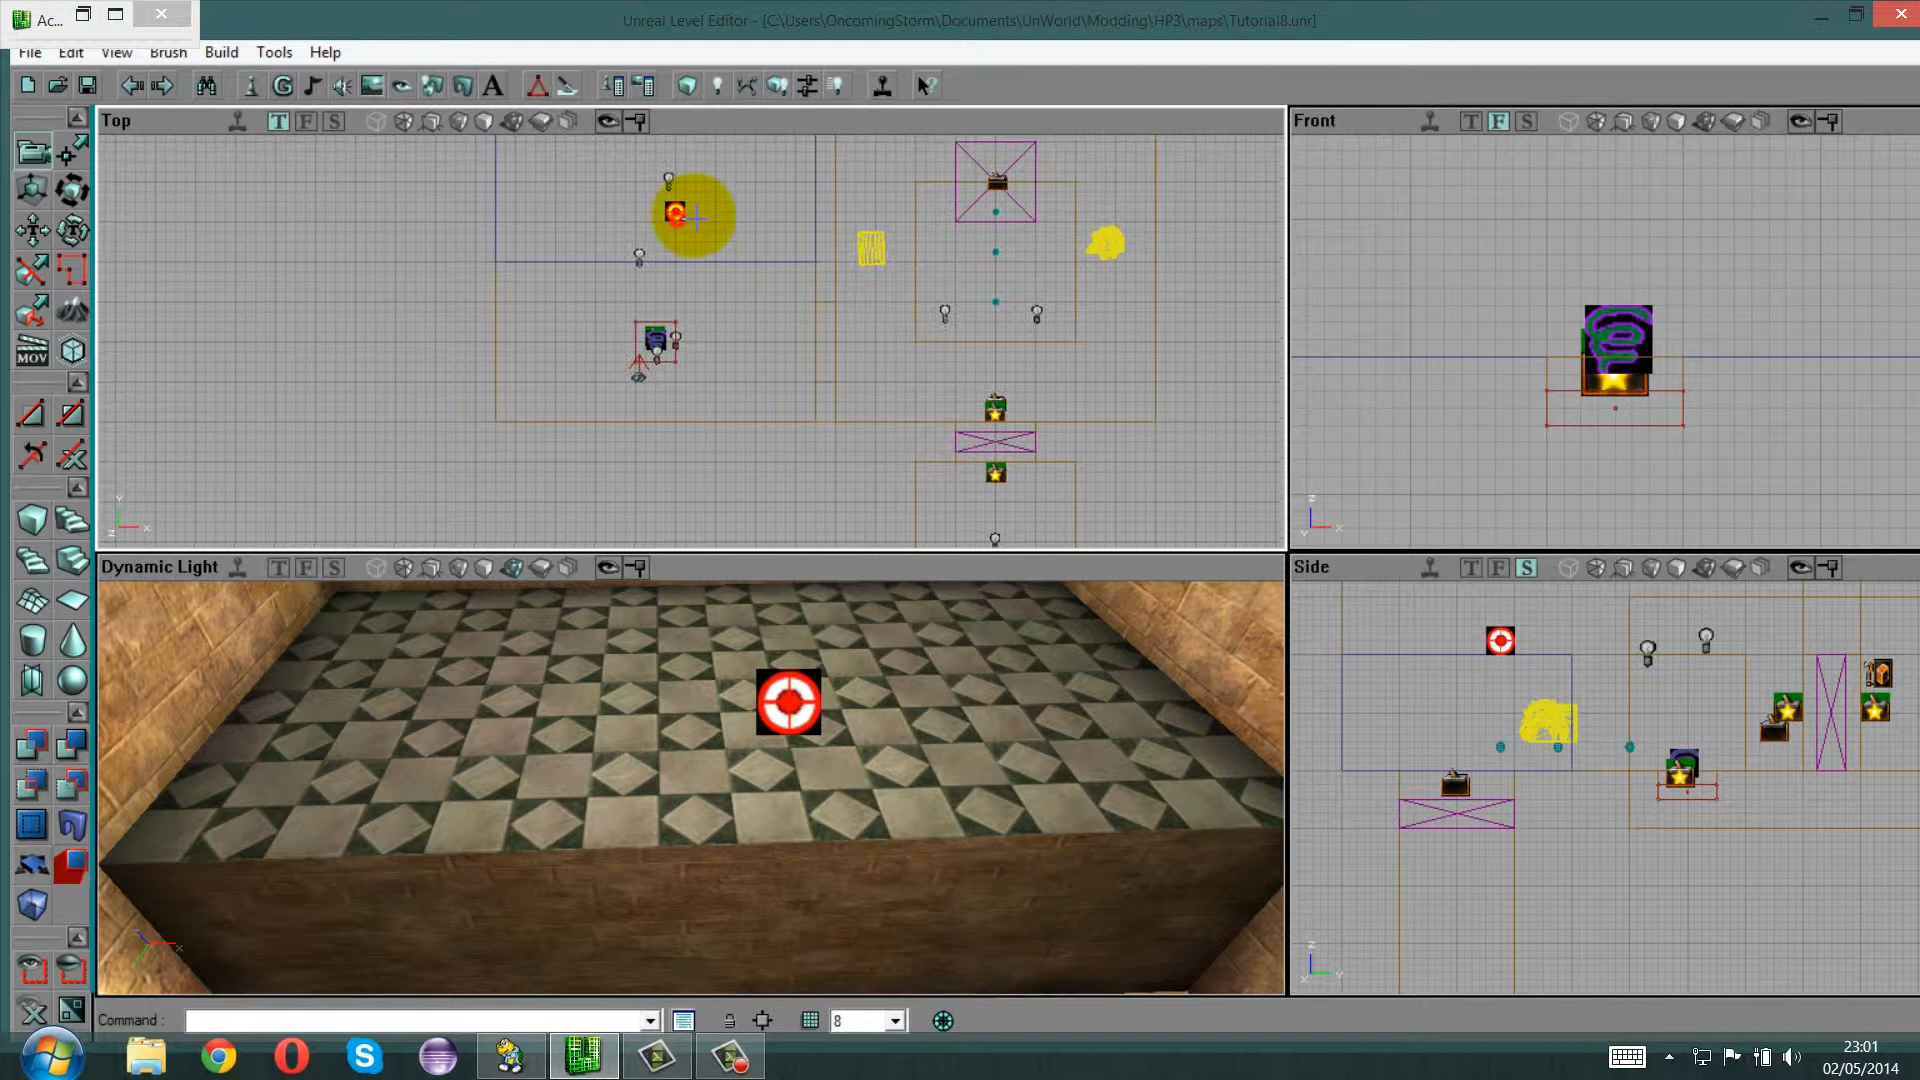 Ac...
Unreal Level Editor - [C:\Users\OncomingStorm\Documents\UnWorld\Modding\HP3\maps\Tutorial8.unr]
File Edit View Brush Build Tools Help
G A
Top T F S
Front T F S
MOV
Y Z X
Z Y X
Dynamic Light T F S
Side T F S
X
Z X Y
Command : 8
23:01
02/05/2014